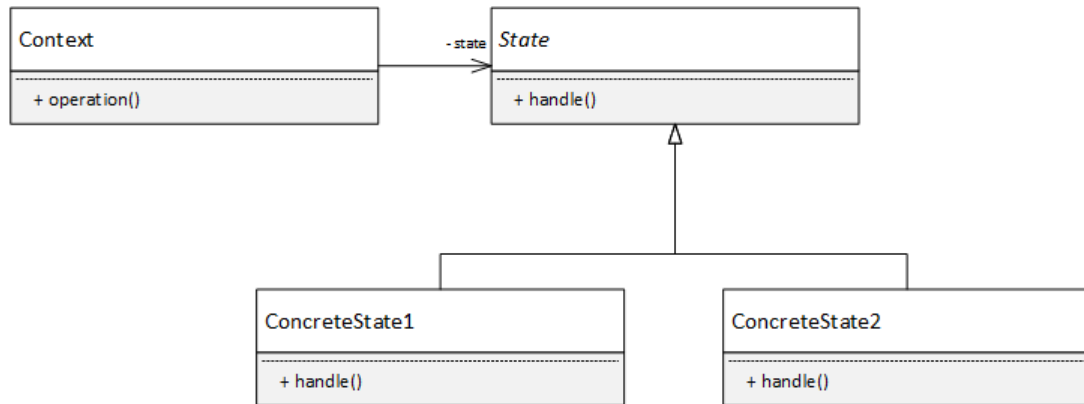 Context
+ operation()
- state
State
+ handle()
ConcreteState1
+ handle()
ConcreteState2
+ handle()